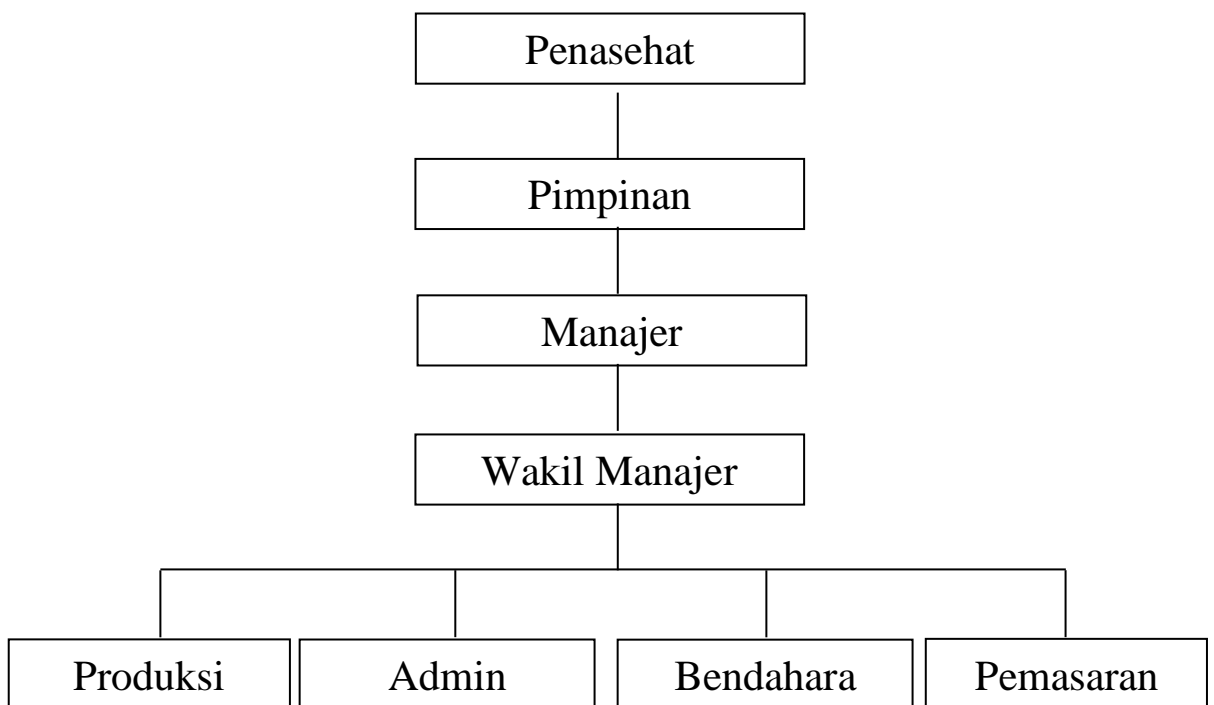 Penasehat
Pimpinan
Manajer
Wakil Manajer
Produksi
Admin
Bendahara
Pemasaran